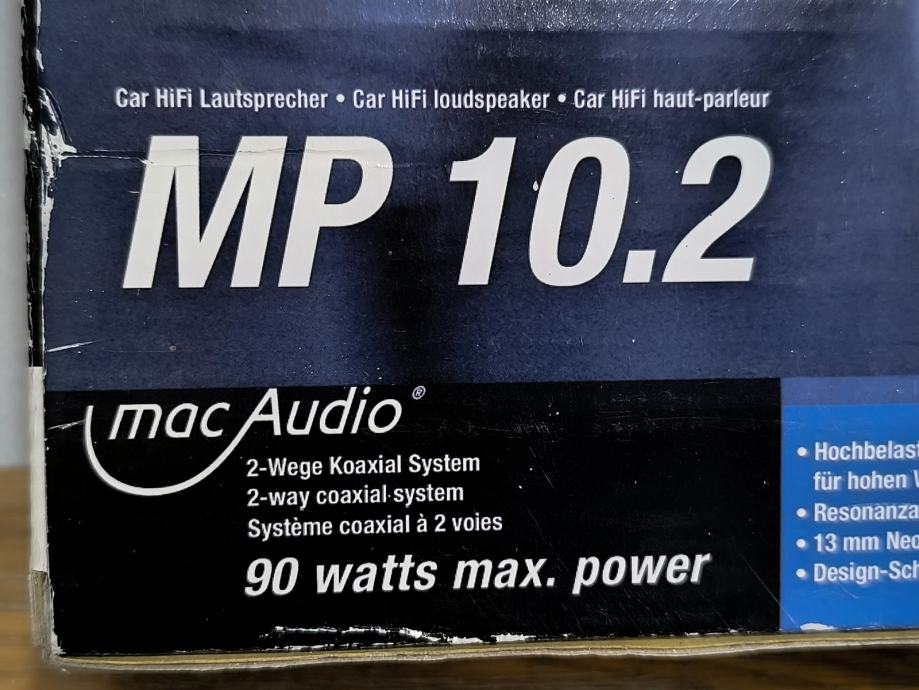 Car HiFi Lautsprecher • Car HiFi loudspeaker • Car HiFi haut-parleur
MP 10.2
mac Audio®
2-Wege Koaxial System
2-way coaxial system
Système coaxial à 2 voies
90 watts max. power
• Hochbelast
für hohen
• Resonanza
• 13 mm Neo
• Design-Sch